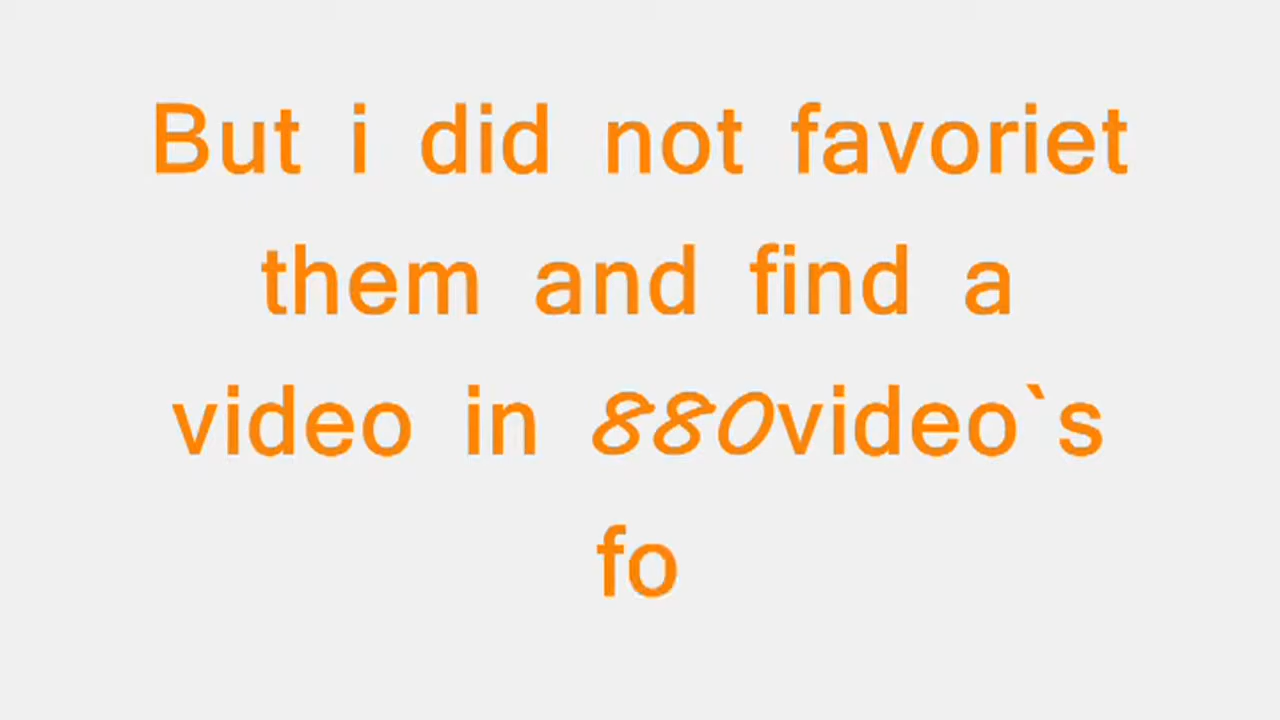 But i did not favoriet
them and find a
video in 880video`s
fo